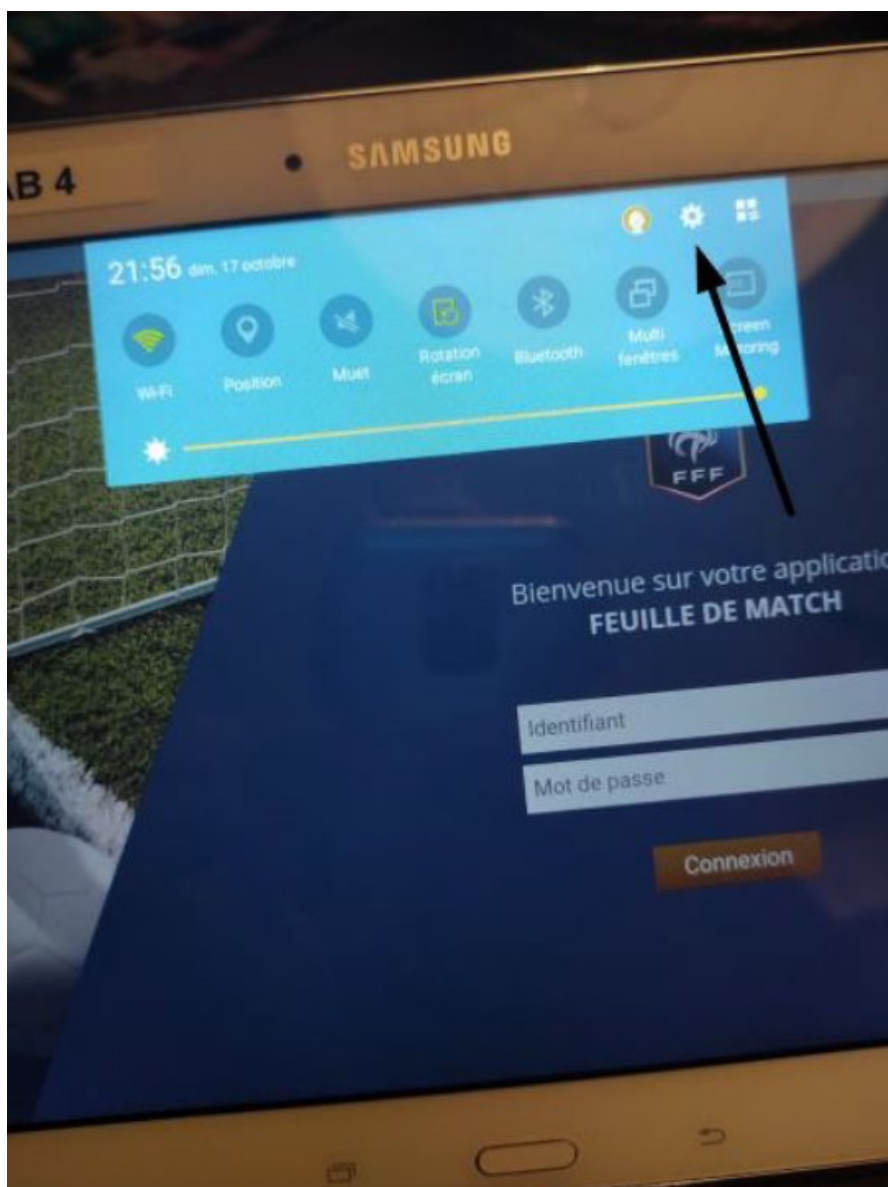 AB 4
SAMSUNG
21:56 dim. 17 octobre
Wi-Fi
Position
Muet
Rotation
écran
Bluetooth
Multi
fenêtres
Screen
Mirroring
FFF
Bienvenue sur votre applicatio
FEUILLE DE MATCH
Identifiant
Mot de passe
Connexion